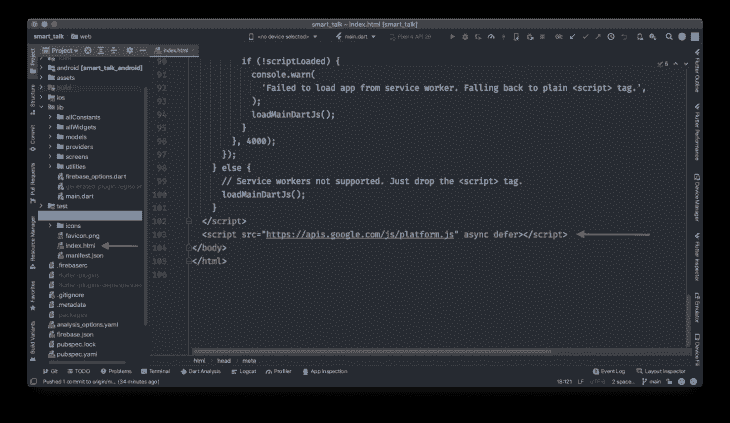 smart_talk – index.html [smart_talk]
smart_talk web
<no device selected> main.dart Git:
Project index.html
android [smart_talk_android]
assets
ios
lib
allConstants
allWidgets
models
providers
screens
utilities
firebase_options.dart
main.dart
test
icons
favicon.png
index.html
manifest.json
.firebaserc
.gitignore
.metadata
analysis_options.yaml
firebase.json
pubspec.lock
pubspec.yaml
90 if (!scriptLoaded) {
91 console.warn(
92 'Failed to load app from service worker. Falling back to plain <script> tag.',
93 );
94 loadMainDartJs();
95 }
96 }, 4000);
97 });
98 } else {
99 // Service workers not supported. Just drop the <script> tag.
100 loadMainDartJs();
101 }
102 </script>
103 <script src="https://apis.google.com/js/platform.js" async defer></script>
104 </body>
105 </html>
106
html head meta
Project
Structure
Commit
Pull Requests
Resource Manager
Favorites
Build Variants
Flutter Outline
Flutter Performance
Device Manager
Flutter Inspector
Emulator
Git TODO Problems Terminal Dart Analysis Logcat Profiler App Inspection Event Log Layout Inspector
Pushed 1 commit to origin/m... (34 minutes ago) LF 2 spac... main